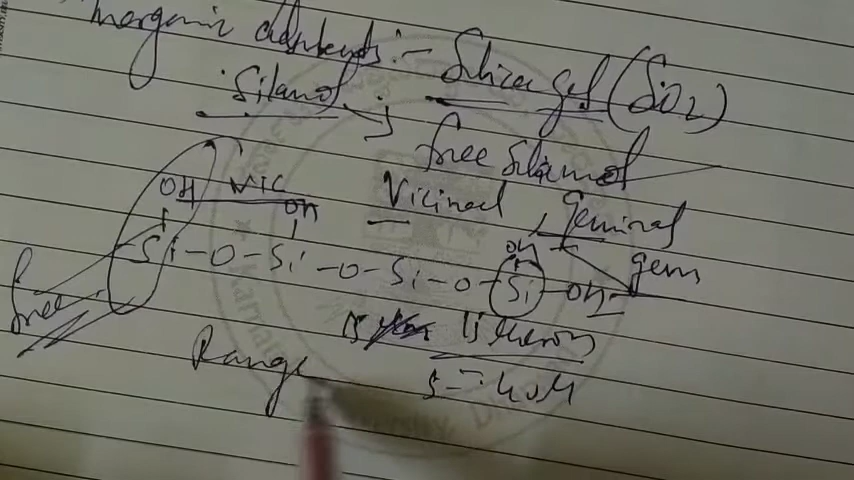 Inorganic adsorbents :- Silica gel (SiO2)
Silanol
free Silanol
OH Vic OH Vicinal Geminal
OH gem
Si-O-Si-O-Si-O-Si-OH
free
15 micron
Range 5-40M